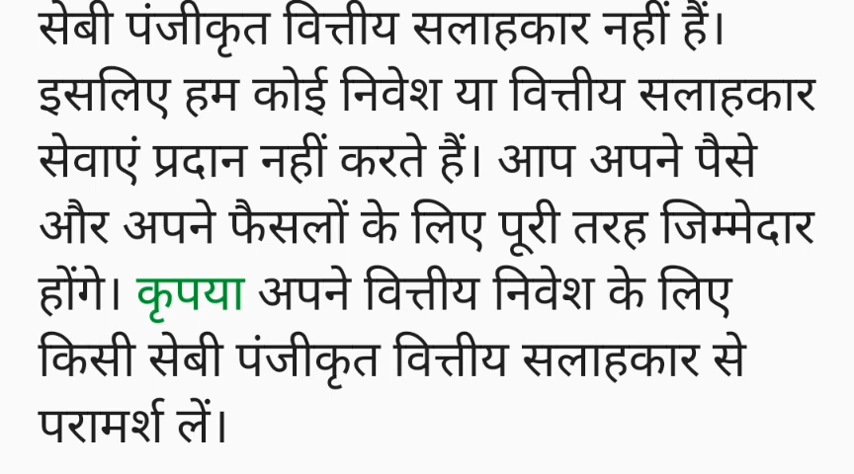 सेबी पंजीकृत वित्तीय सलाहकार नहीं हैं।
इसलिए हम कोई निवेश या वित्तीय सलाहकार
सेवाएं प्रदान नहीं करते हैं। आप अपने पैसे
और अपने फैसलों के लिए पूरी तरह जिम्मेदार
होंगे। कृपया अपने वित्तीय निवेश के लिए
किसी सेबी पंजीकृत वित्तीय सलाहकार से
परामर्श लें।